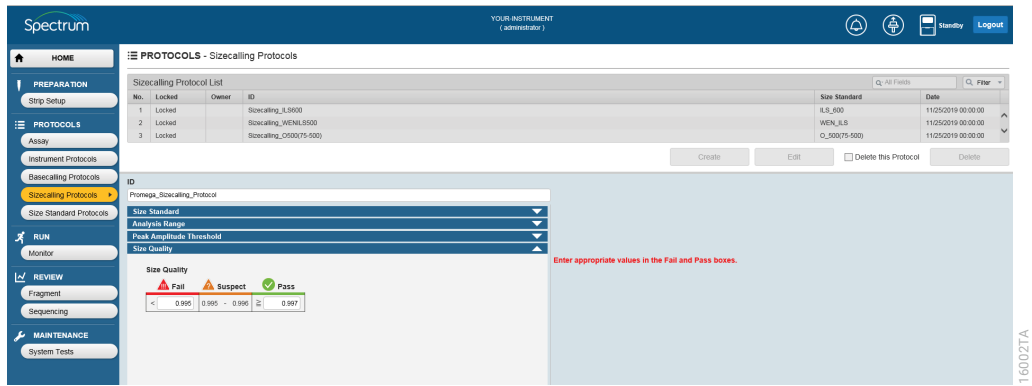 Spectrum
YOUR-INSTRUMENT
( administrator )
Standby
Logout
HOME
PREPARATION
Strip Setup
PROTOCOLS
Assay
Instrument Protocols
Basecalling Protocols
Sizecalling Protocols
Size Standard Protocols
RUN
Monitor
REVIEW
Fragment
Sequencing
MAINTENANCE
System Tests
PROTOCOLS - Sizecalling Protocols
Sizecalling Protocol List
All Fields
Filter
No. Locked Owner ID Size Standard Date
1 Locked Sizecalling_ILS600 ILS_600 11/25/2019 00:00:00
2 Locked Sizecalling_WENILS500 WEN_ILS 11/25/2019 00:00:00
3 Locked Sizecalling_O500(75-500) O_500(75-500) 11/25/2019 00:00:00
Create Edit Delete this Protocol Delete
ID
Promega_Sizecalling_Protocol
Size Standard
Analysis Range
Peak Amplitude Threshold
Size Quality
Size Quality
!!! Fail ? Suspect Pass
< 0.995 0.995 - 0.996 ≧ 0.997
Enter appropriate values in the Fail and Pass boxes.
16002TA